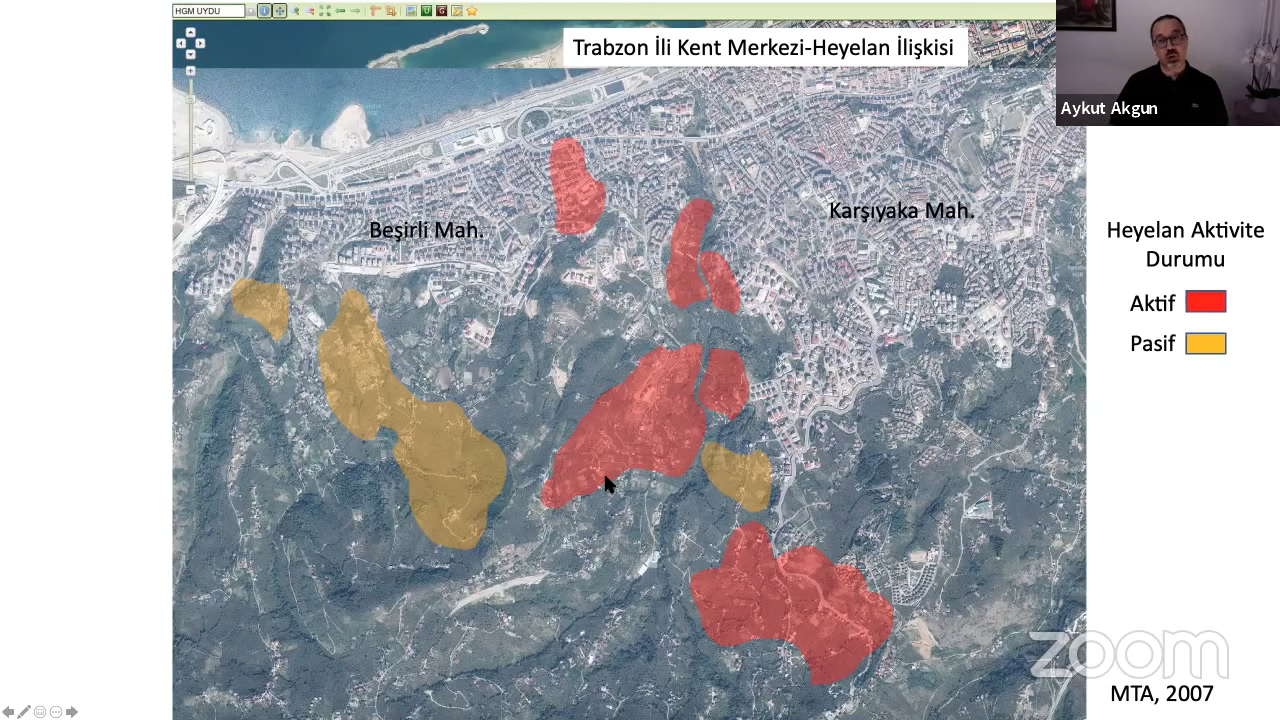 HGM UYDU
Trabzon İli Kent Merkezi-Heyelan İlişkisi
Aykut Akgun
Beşirli Mah.
Karşıyaka Mah.
Heyelan Aktivite
Durumu
Aktif
Pasif
zoom
MTA, 2007